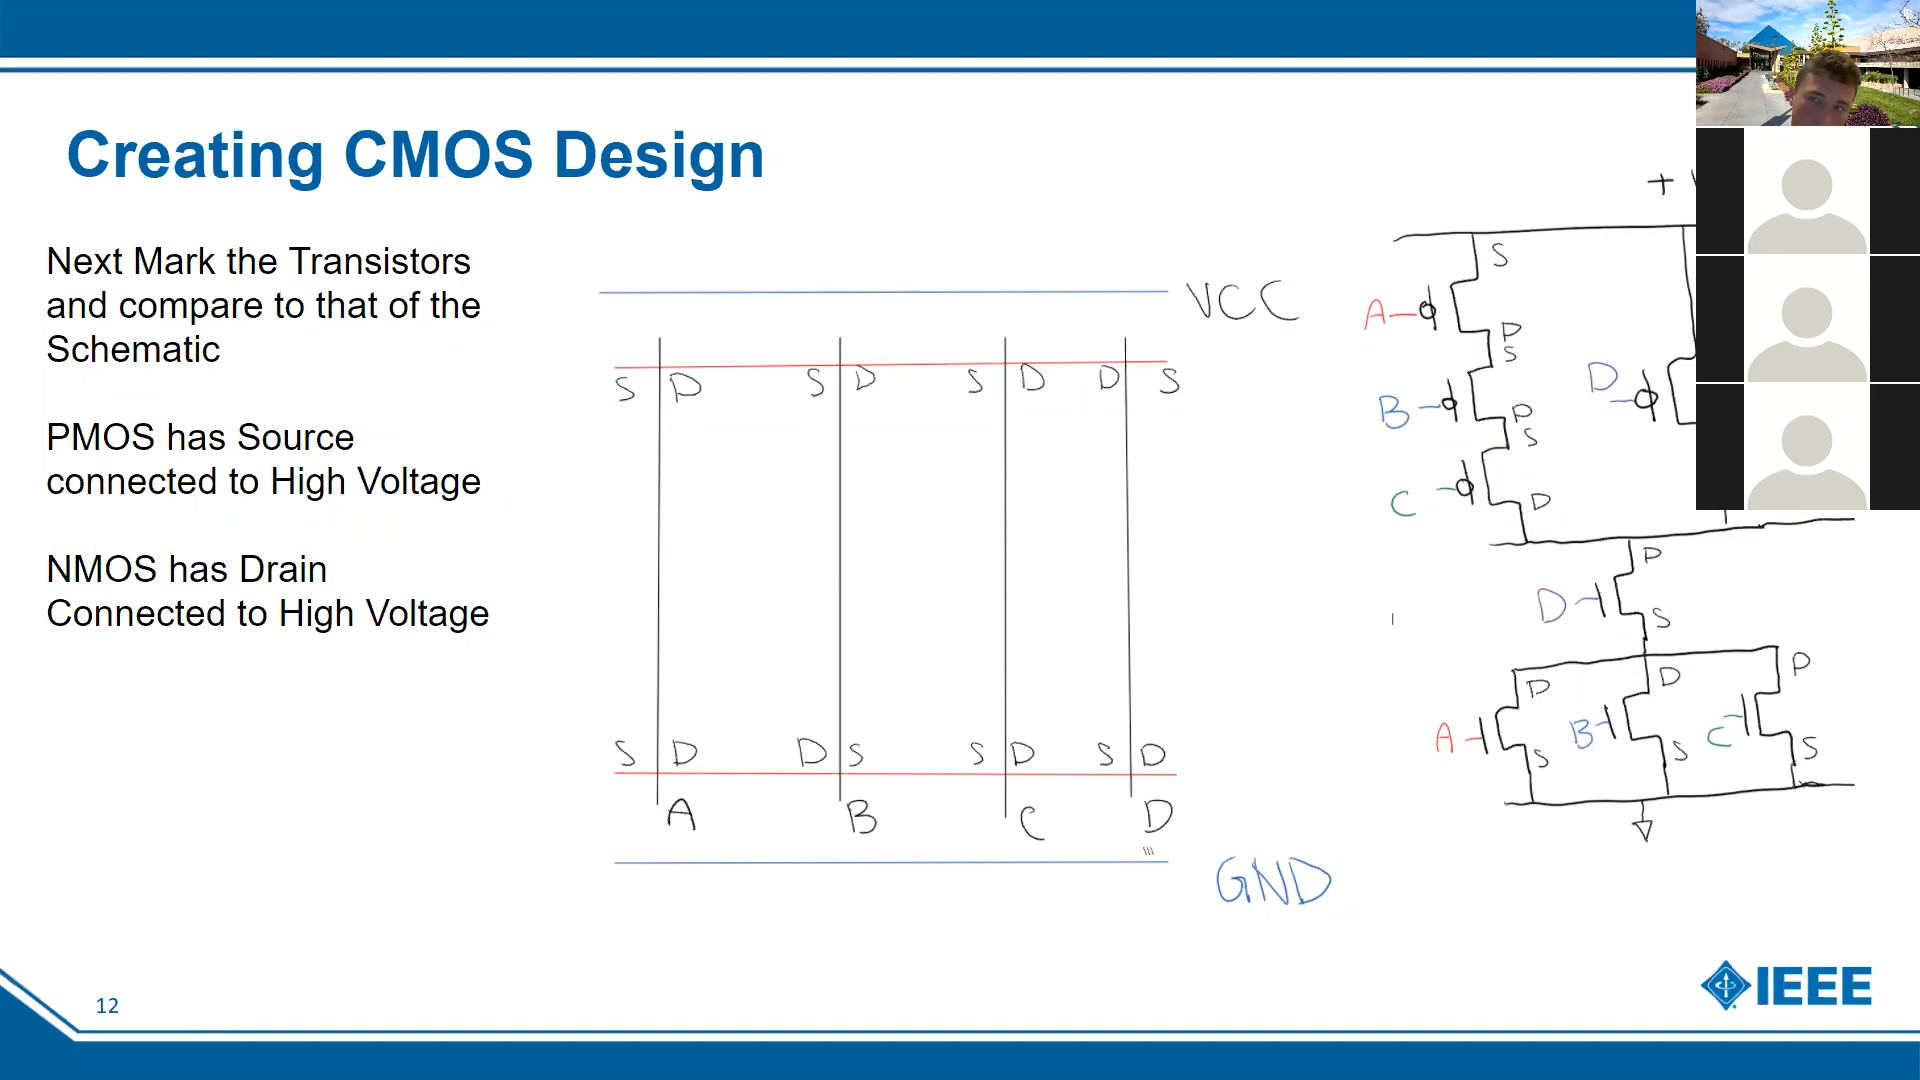 Creating CMOS Design
Next Mark the Transistors
and compare to that of the
Schematic
PMOS has Source
connected to High Voltage
NMOS has Drain
Connected to High Voltage
VCC
S D S D S D D S
S D D S S D S D
A B C D
GND
+
S
A
D
S
B
D
S
C
D
D
D
D
S
D D D
A B C
S S S
12
IEEE